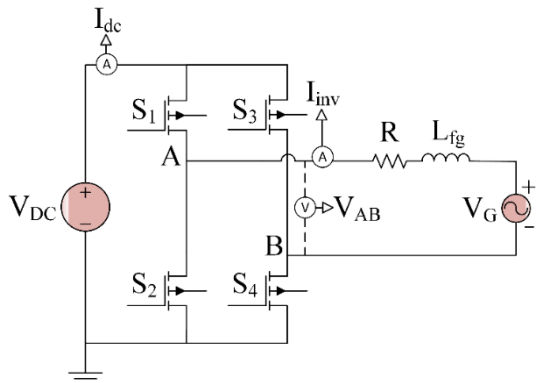 I_dc
A
S_1
S_3
I_inv
A
R
L_fg
A
V_DC
+
−
V
V_AB
V_G
+
−
B
S_2
S_4